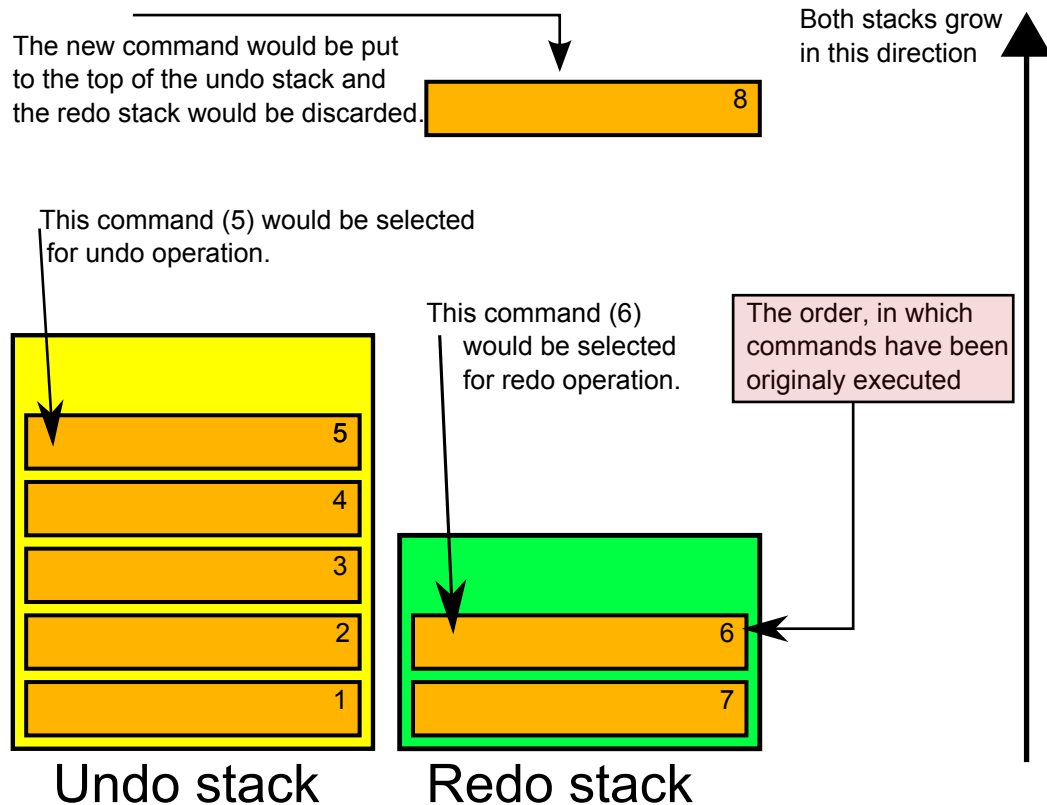 The new command would be put
to the top of the undo stack and
the redo stack would be discarded.
8
Both stacks grow
in this direction
This command (5) would be selected
for undo operation.
This command (6)
would be selected
for redo operation.
The order, in which
commands have been
originaly executed
5
4
3
2
1
6
7
Undo stack
Redo stack